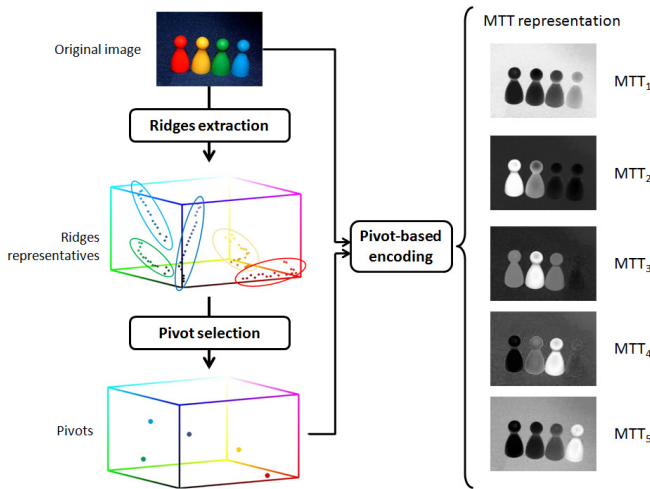 Original image
Ridges extraction
Ridges
representatives
Pivot selection
Pivots
Pivot-based
encoding
MTT representation
MTT₁
MTT₂
MTT₃
MTT₄
MTT₅